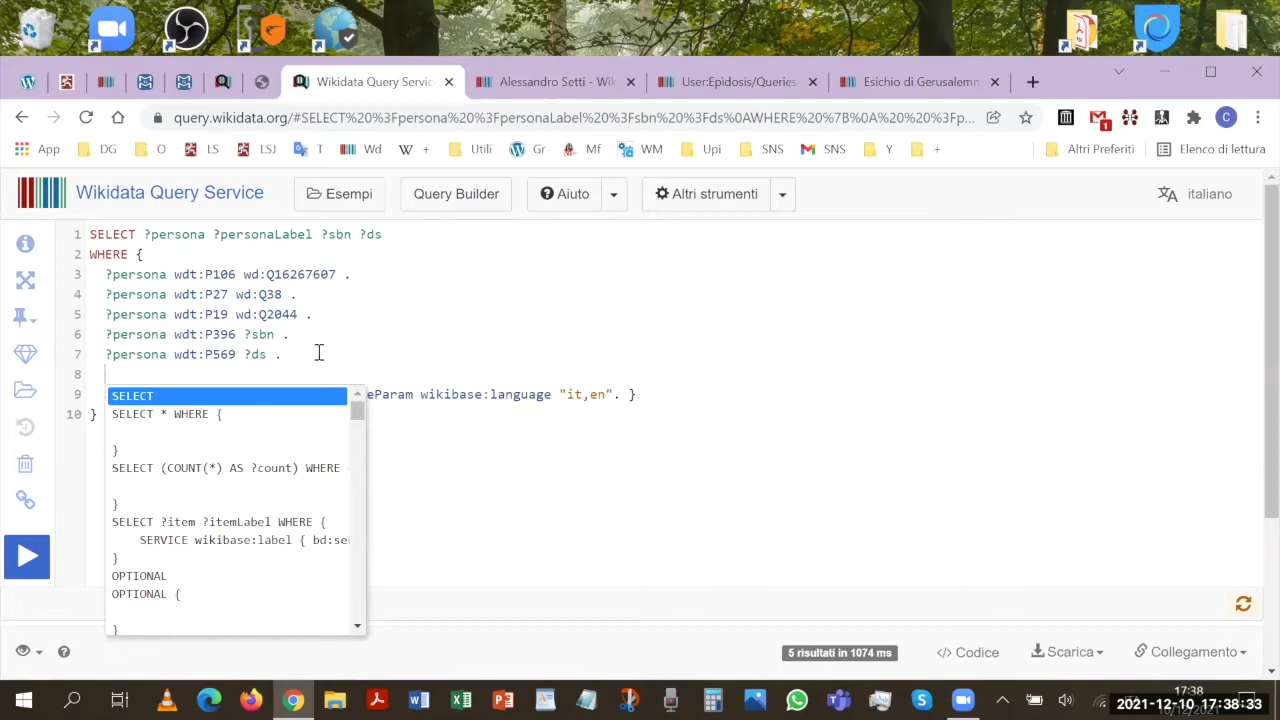 Wikidata Query Servic
Alessandro Setti - Wik
User:Epìdosis/Queries
Esichio di Gerusalemm
query.wikidata.org/#SELECT%20%3Fpersona%20%3FpersonaLabel%20%3Fsbn%20%3Fds%0AWHERE%20%7B%0A%20%20%3Fp...
App DG O LS LSJ T Wd + Utili Gr Mf WM Upi SNS SNS Y + Altri Preferiti Elenco di lettura
Wikidata Query Service
Esempi
Query Builder
Aiuto
Altri strumenti
italiano
1 SELECT ?persona ?personaLabel ?sbn ?ds
2 WHERE {
3 ?persona wdt:P106 wd:Q16267607 .
4 ?persona wdt:P27 wd:Q38 .
5 ?persona wdt:P19 wd:Q2044 .
6 ?persona wdt:P396 ?sbn .
7 ?persona wdt:P569 ?ds .
8
9 eParam wikibase:language "it,en". }
10 }
SELECT
SELECT * WHERE {
}
SELECT (COUNT(*) AS ?count) WHERE
}
SELECT ?item ?itemLabel WHERE {
SERVICE wikibase:label { bd:se
}
OPTIONAL
OPTIONAL {
}
5 risultati in 1074 ms
</> Codice
Scarica
Collegamento
17:38
2021-12-10 17:38:33